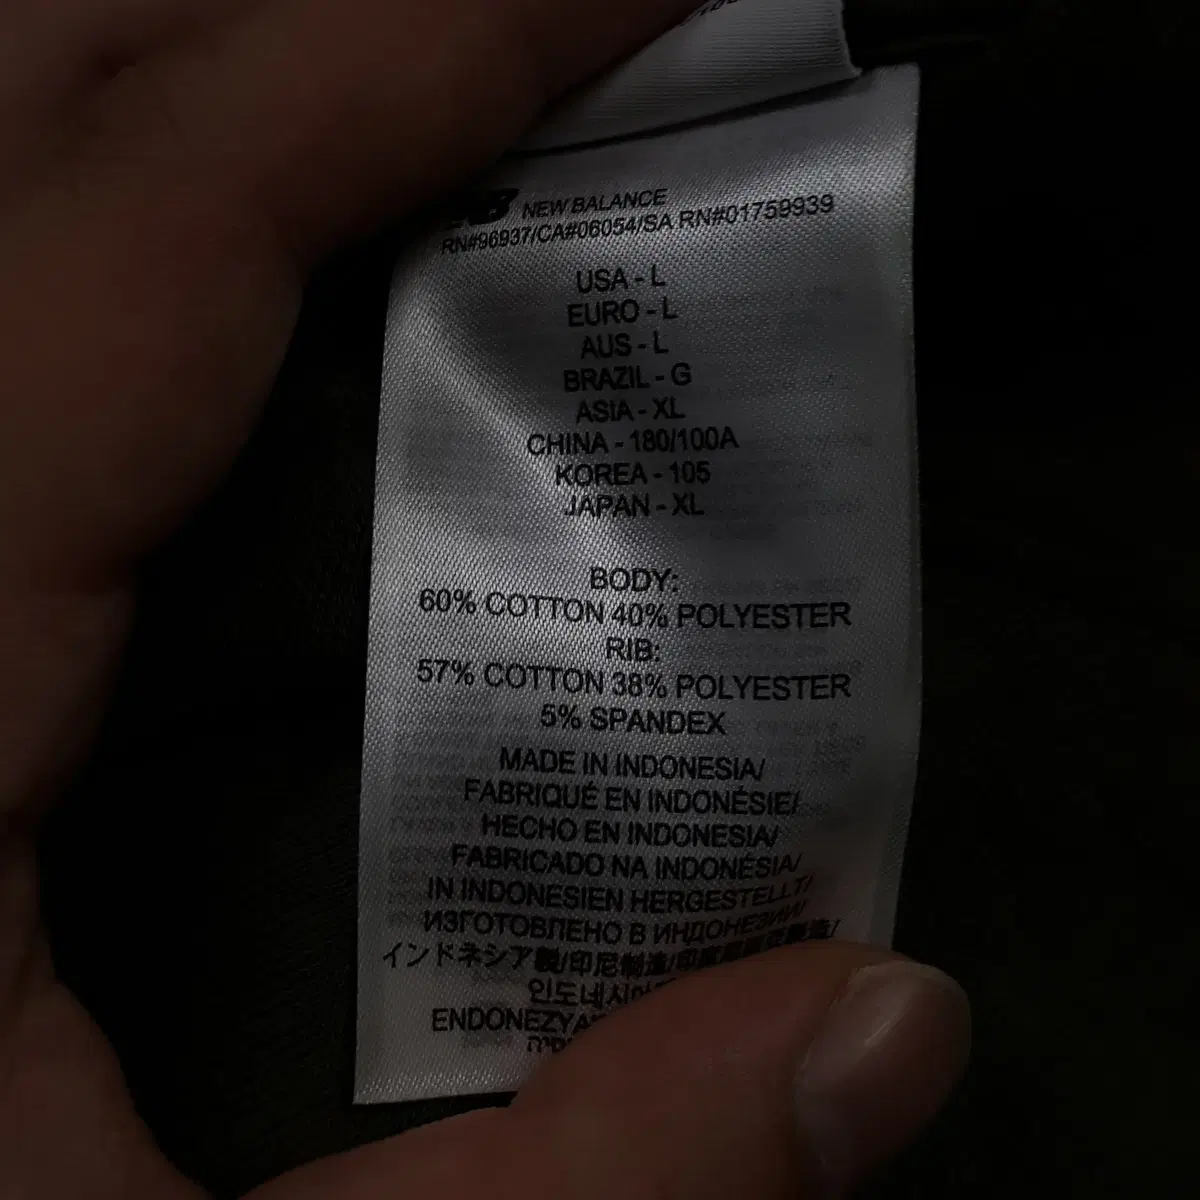 NEW BALANCE
RN#96937/CA#06054/SA RN#01759939
USA - L
EURO - L
AUS - L
BRAZIL - G
ASIA - XL
CHINA - 180/100A
KOREA - 105
JAPAN - XL
BODY:
60% COTTON 40% POLYESTER
RIB:
57% COTTON 38% POLYESTER
5% SPANDEX
MADE IN INDONESIA/
FABRIQUÉ EN INDONÉSIE/
HECHO EN INDONESIA/
FABRICADO NA INDONÉSIA/
IN INDONESIEN HERGESTELLT/
ИЗГОТОВЛЕНО В ИНДОНЕЗИИ/
インドネシア製/印尼制造/